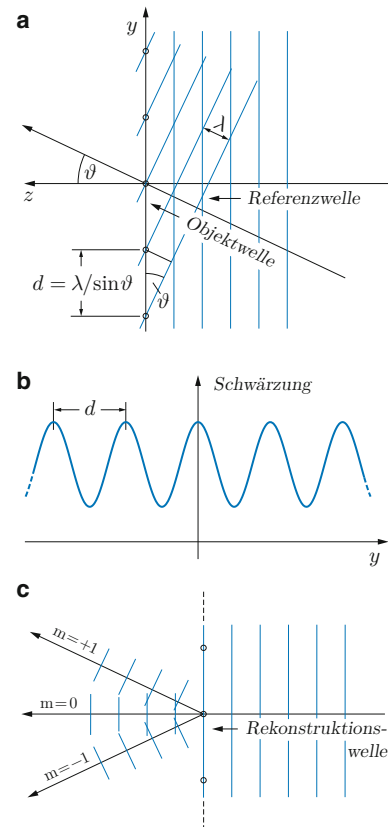 a
y
λ
ϑ
z
Referenzwelle
Objektwelle
d = λ/sinϑ
ϑ
b
Schwärzung
d
y
c
m=+1
m=0
Rekonstruktions-
welle
m=−1